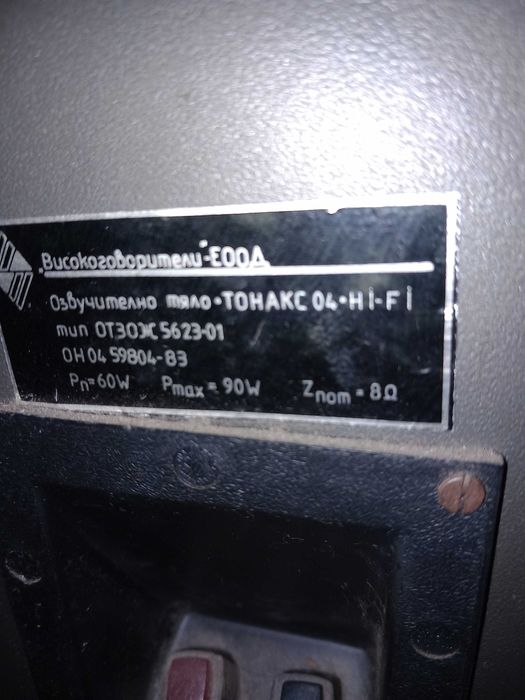 „Високоговорители"-ЕООД
Озвучително тяло•ТОНАКС 04•Hi-Fi
тип ОТЗОЖ 5623-01
ОН 04 59804-83
Pn=60W Pmax=90W Znom=8Ω